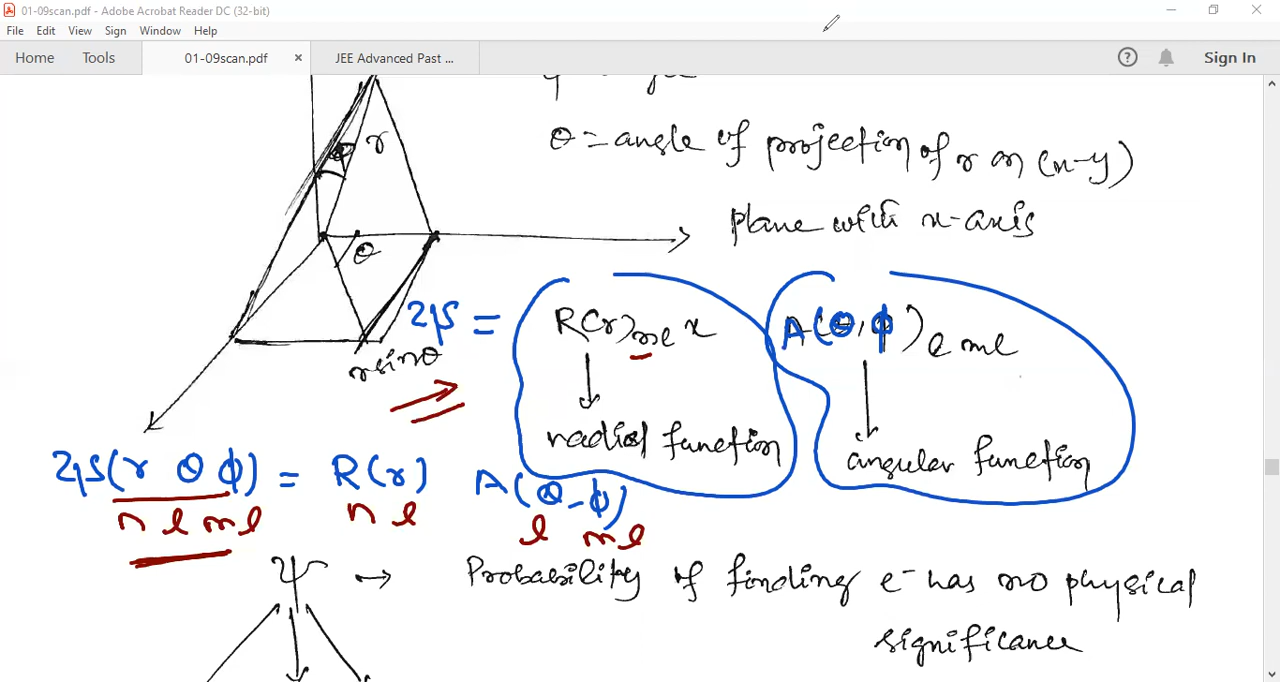 01-09scan.pdf - Adobe Acrobat Reader DC (32-bit)
File Edit View Sign Window Help
Home Tools 01-09scan.pdf × JEE Advanced Past ... Sign In
r
θ = angle of projection of r on (x-y)
plane with x-axis
θ
r sinθ
ψ = R(r) nl x A(θ, ϕ) l ml
radial function
angular function
ψ(r θ ϕ) = R(r) A(θ-ϕ)
n l ml n l l ml
ψ → Probability of finding e⁻ has no physical
significance